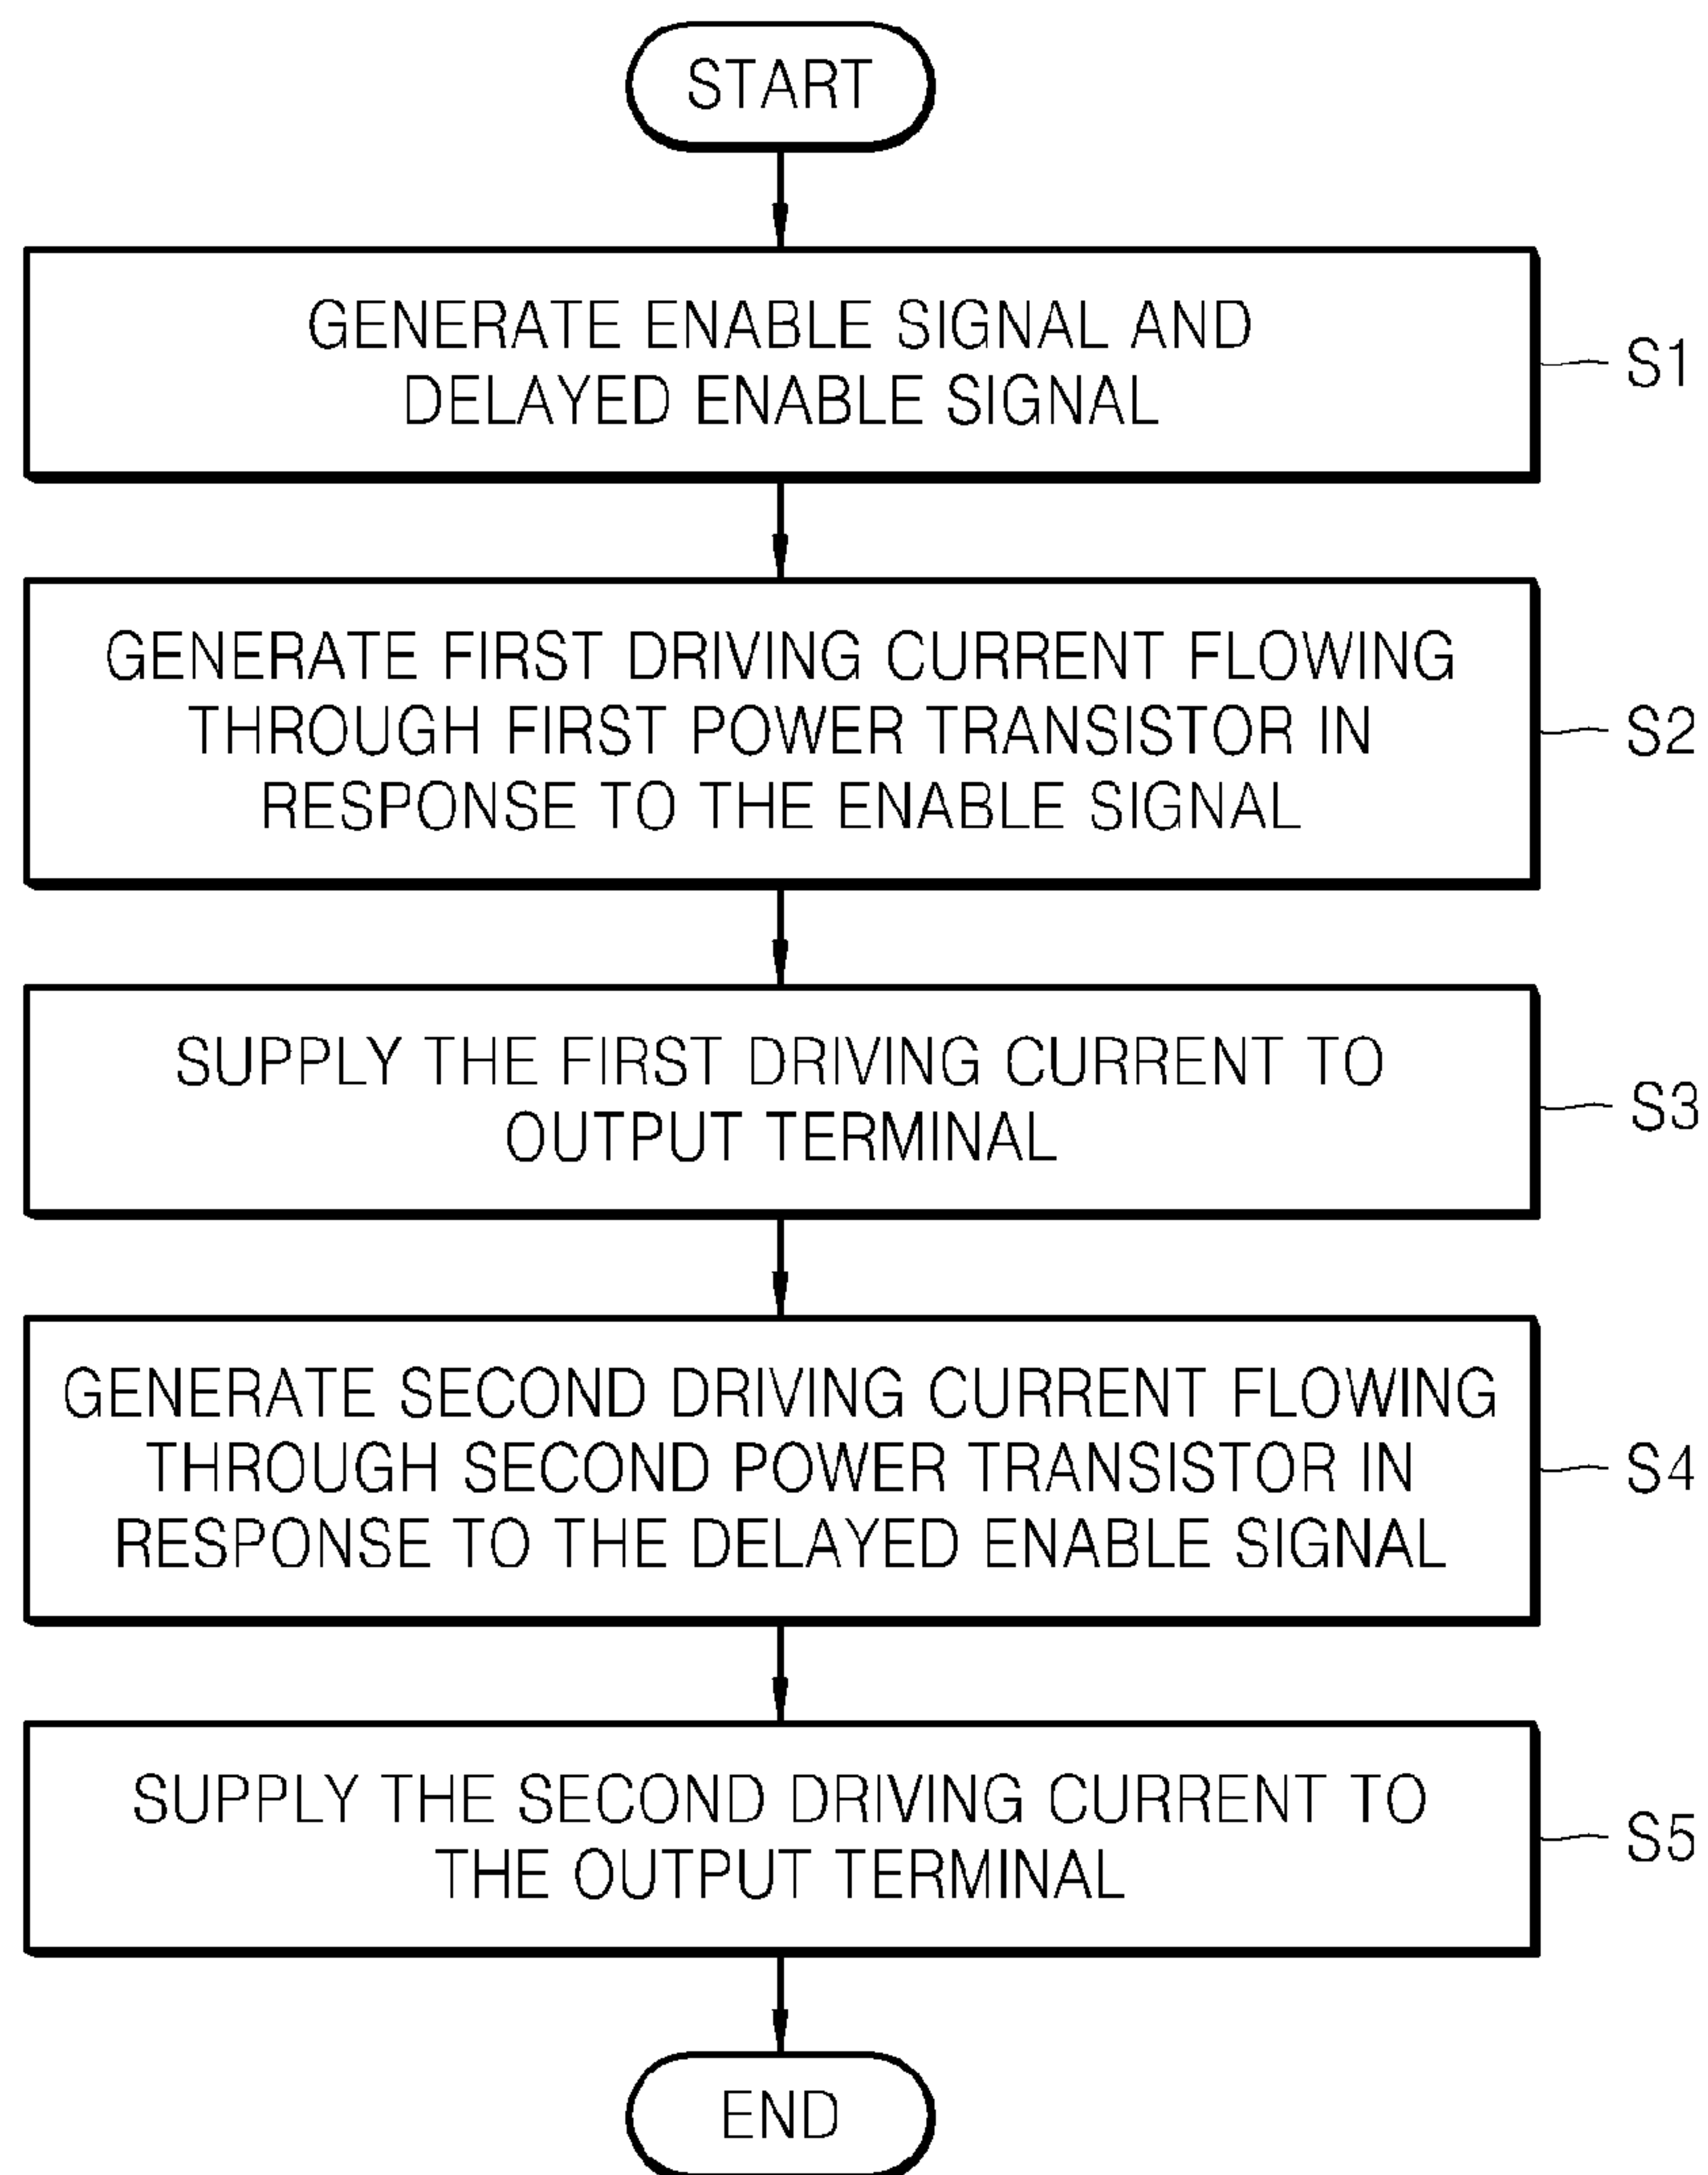 START
GENERATE ENABLE SIGNAL AND
DELAYED ENABLE SIGNAL
S1
GENERATE FIRST DRIVING CURRENT FLOWING
THROUGH FIRST POWER TRANSISTOR IN
RESPONSE TO THE ENABLE SIGNAL
S2
SUPPLY THE FIRST DRIVING CURRENT TO
OUTPUT TERMINAL
S3
GENERATE SECOND DRIVING CURRENT FLOWING
THROUGH SECOND POWER TRANSISTOR IN
RESPONSE TO THE DELAYED ENABLE SIGNAL
S4
SUPPLY THE SECOND DRIVING CURRENT TO
THE OUTPUT TERMINAL
S5
END